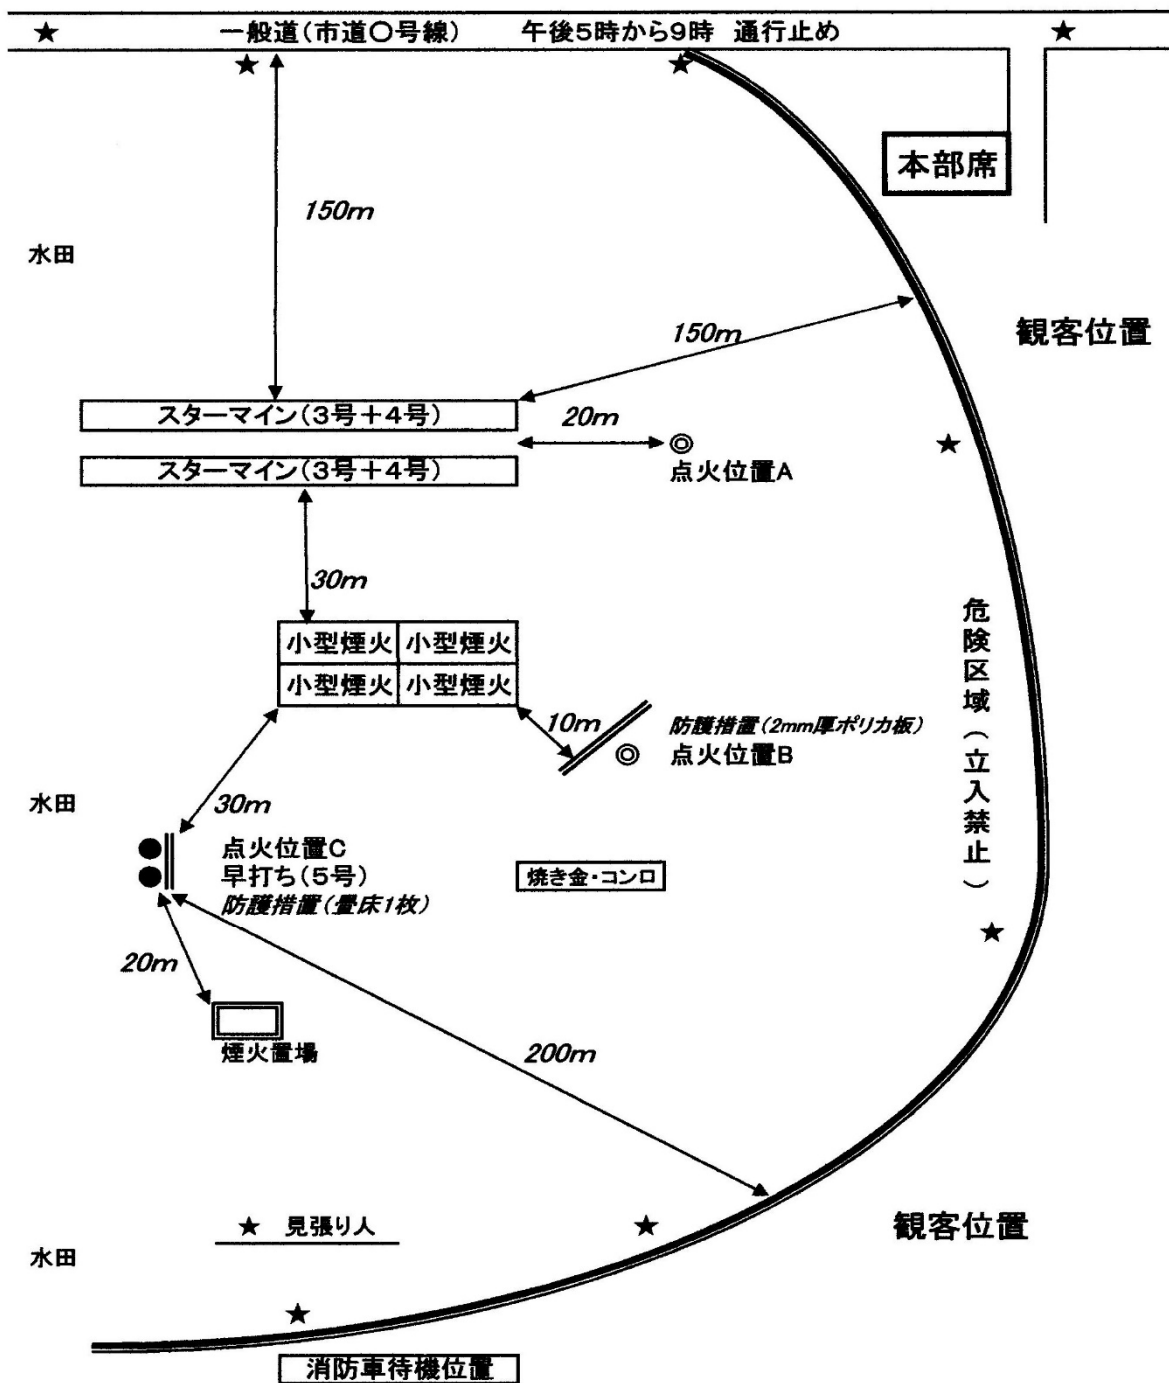 ★ 一般道(市道○号線) 午後5時から9時 通行止め ★
★ ★
本部席
150m
水田
観客位置
150m
スターマイン(3号+4号)
20m
◎
★
スターマイン(3号+4号)
点火位置A
30m
危険区域(立入禁止)
小型煙火 小型煙火
小型煙火 小型煙火
10m
防護措置(2mm厚ポリカ板)
◎ 点火位置B
水田
30m
点火位置C
早打ち(5号)
防護措置(畳床1枚)
焼き金・コンロ
★
20m
煙火置場
200m
★ 見張り人
★
観客位置
水田
★
消防車待機位置